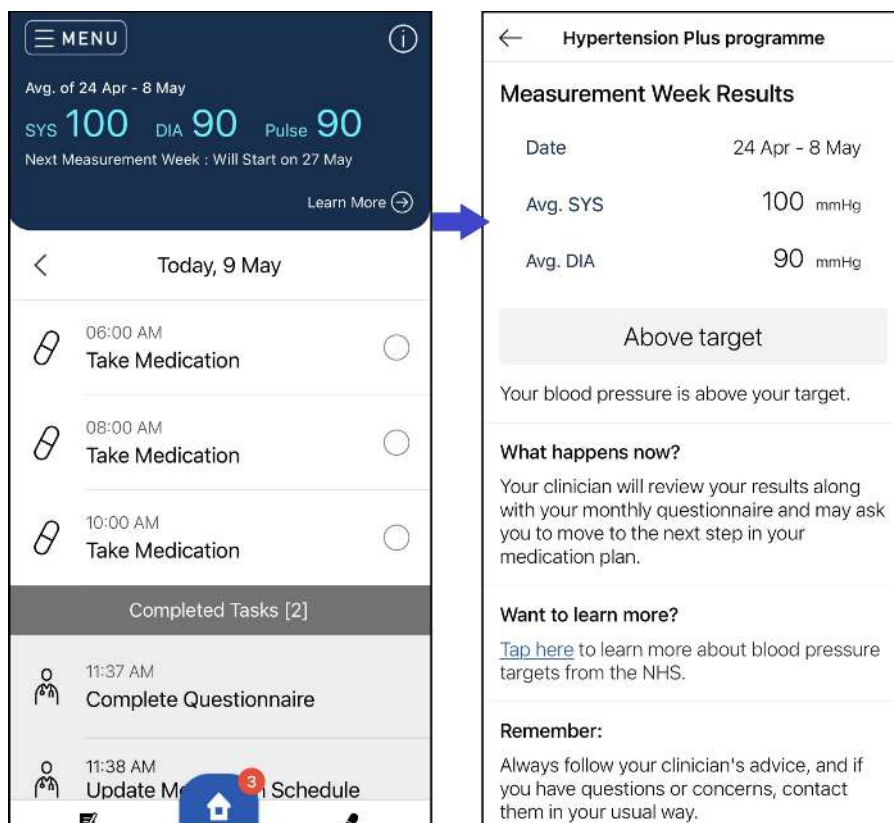 MENU
i
Avg. of 24 Apr - 8 May
SYS 100 DIA 90 Pulse 90
Next Measurement Week : Will Start on 27 May
Learn More
Today, 9 May
06:00 AM
Take Medication
08:00 AM
Take Medication
10:00 AM
Take Medication
Completed Tasks [2]
11:37 AM
Complete Questionnaire
11:38 AM
3
Update Schedule
Hypertension Plus programme
Measurement Week Results
Date 24 Apr - 8 May
Avg. SYS 100 mmHg
Avg. DIA 90 mmHg
Above target
Your blood pressure is above your target.
What happens now?
Your clinician will review your results along
with your monthly questionnaire and may ask
you to move to the next step in your
medication plan.
Want to learn more?
Tap here to learn more about blood pressure
targets from the NHS.
Remember:
Always follow your clinician's advice, and if
you have questions or concerns, contact
them in your usual way.